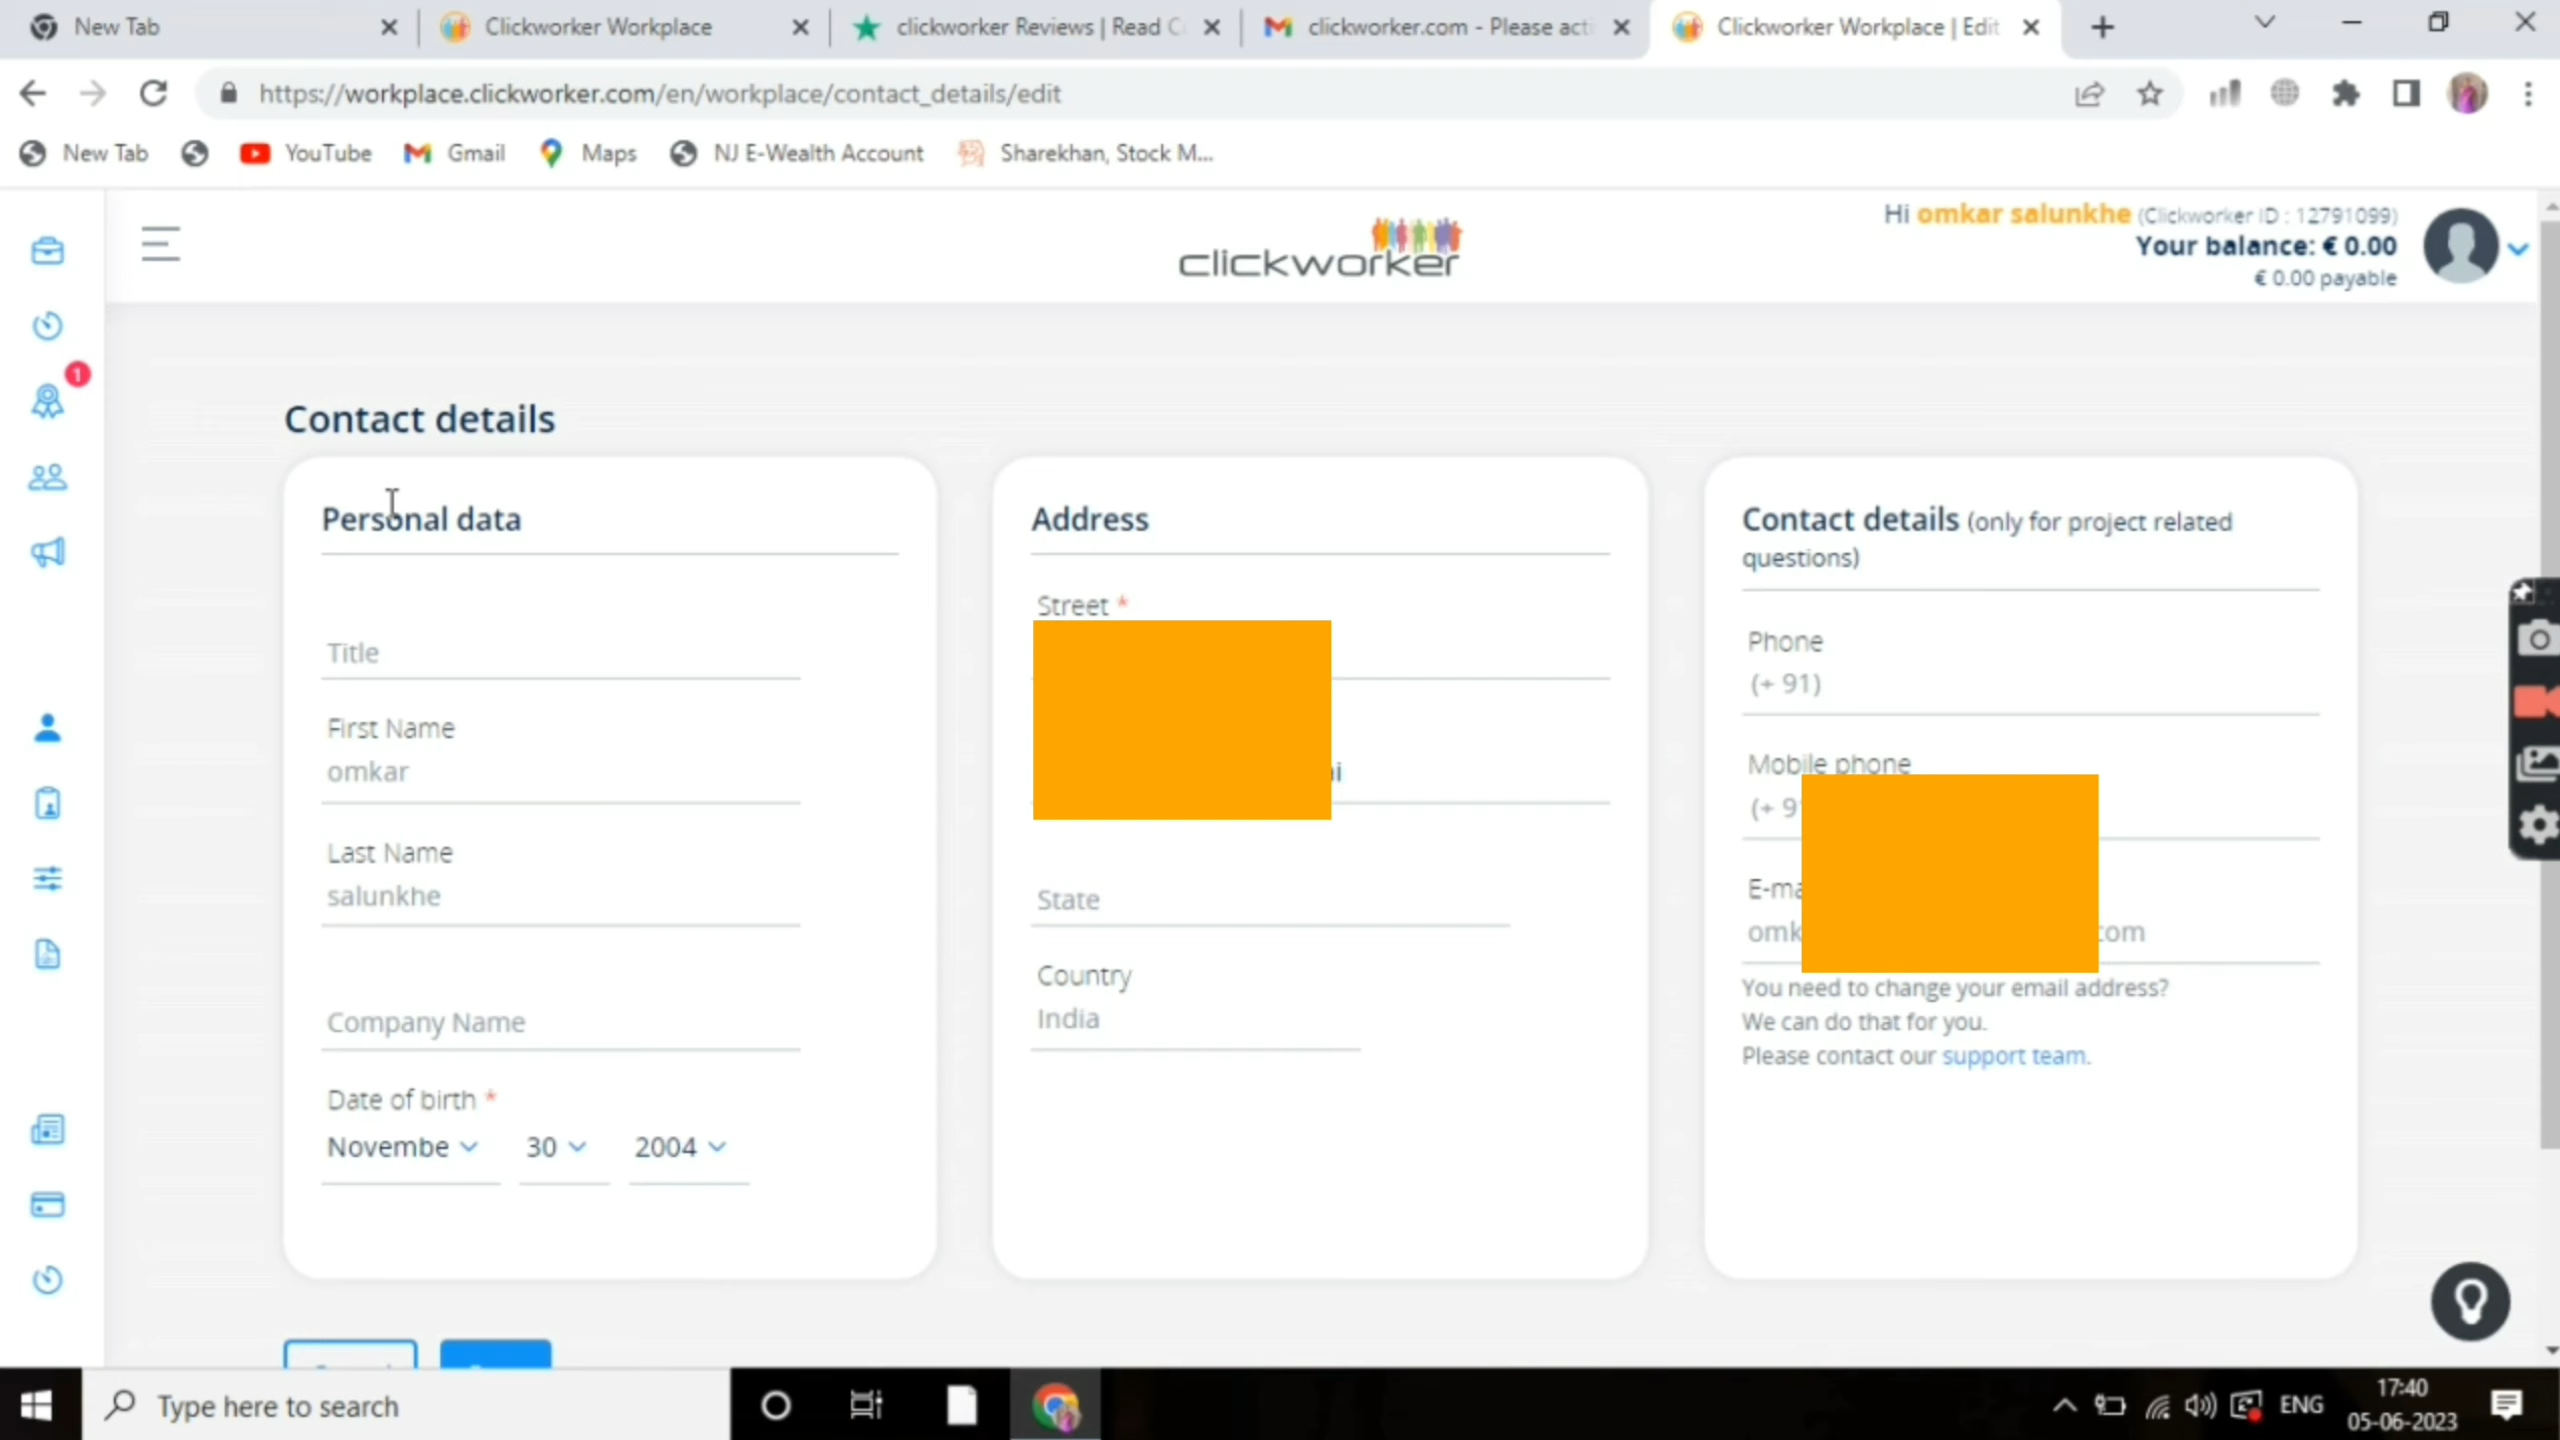 New Tab
Clickworker Workplace
clickworker Reviews | Read C
clickworker.com - Please act
Clickworker Workplace | Edit
https://workplace.clickworker.com/en/workplace/contact_details/edit
New Tab
YouTube
Gmail
Maps
NJ E-Wealth Account
Sharekhan, Stock M...
clickworker
Hi omkar salunkhe (Clickworker ID : 12791099)
Your balance: € 0.00
€ 0.00 payable
1
Contact details
Personal data
Title
First Name
omkar
Last Name
salunkhe
Company Name
Date of birth *
Novembe 30 2004
Address
Street *
State
Country
India
Contact details (only for project related
questions)
Phone
(+ 91)
Mobile phone
(+ 9
E-ma
omk com
You need to change your email address?
We can do that for you.
Please contact our support team.
Type here to search
ENG
17:40
05-06-2023